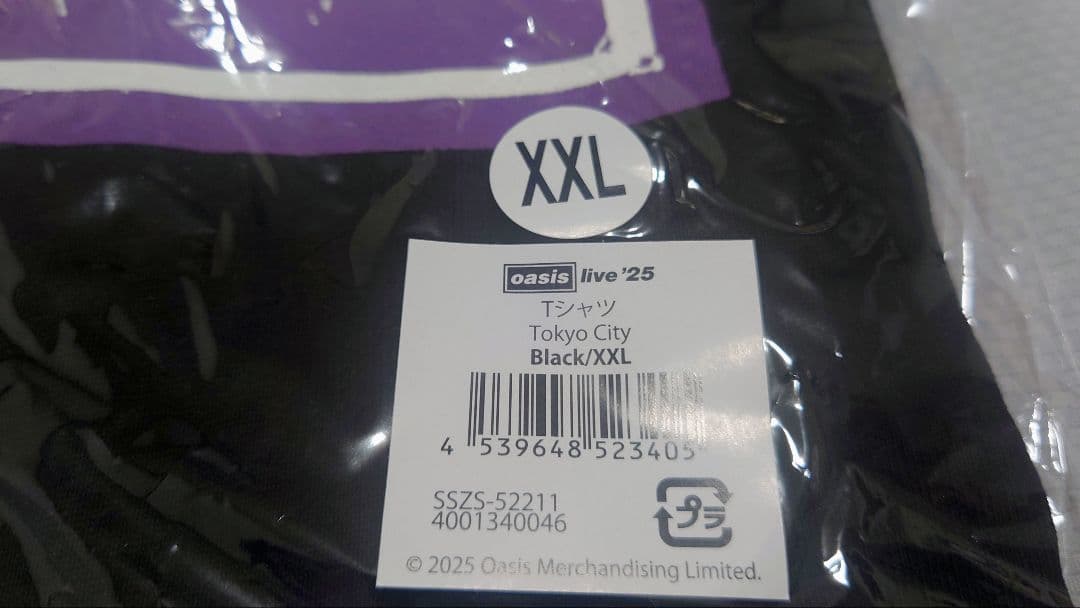 XXL
oasis live '25
Tシャツ
Tokyo City
Black/XXL
4 539648 523405
SSZS-52211
4001340046
プラ
© 2025 Oasis Merchandising Limited.